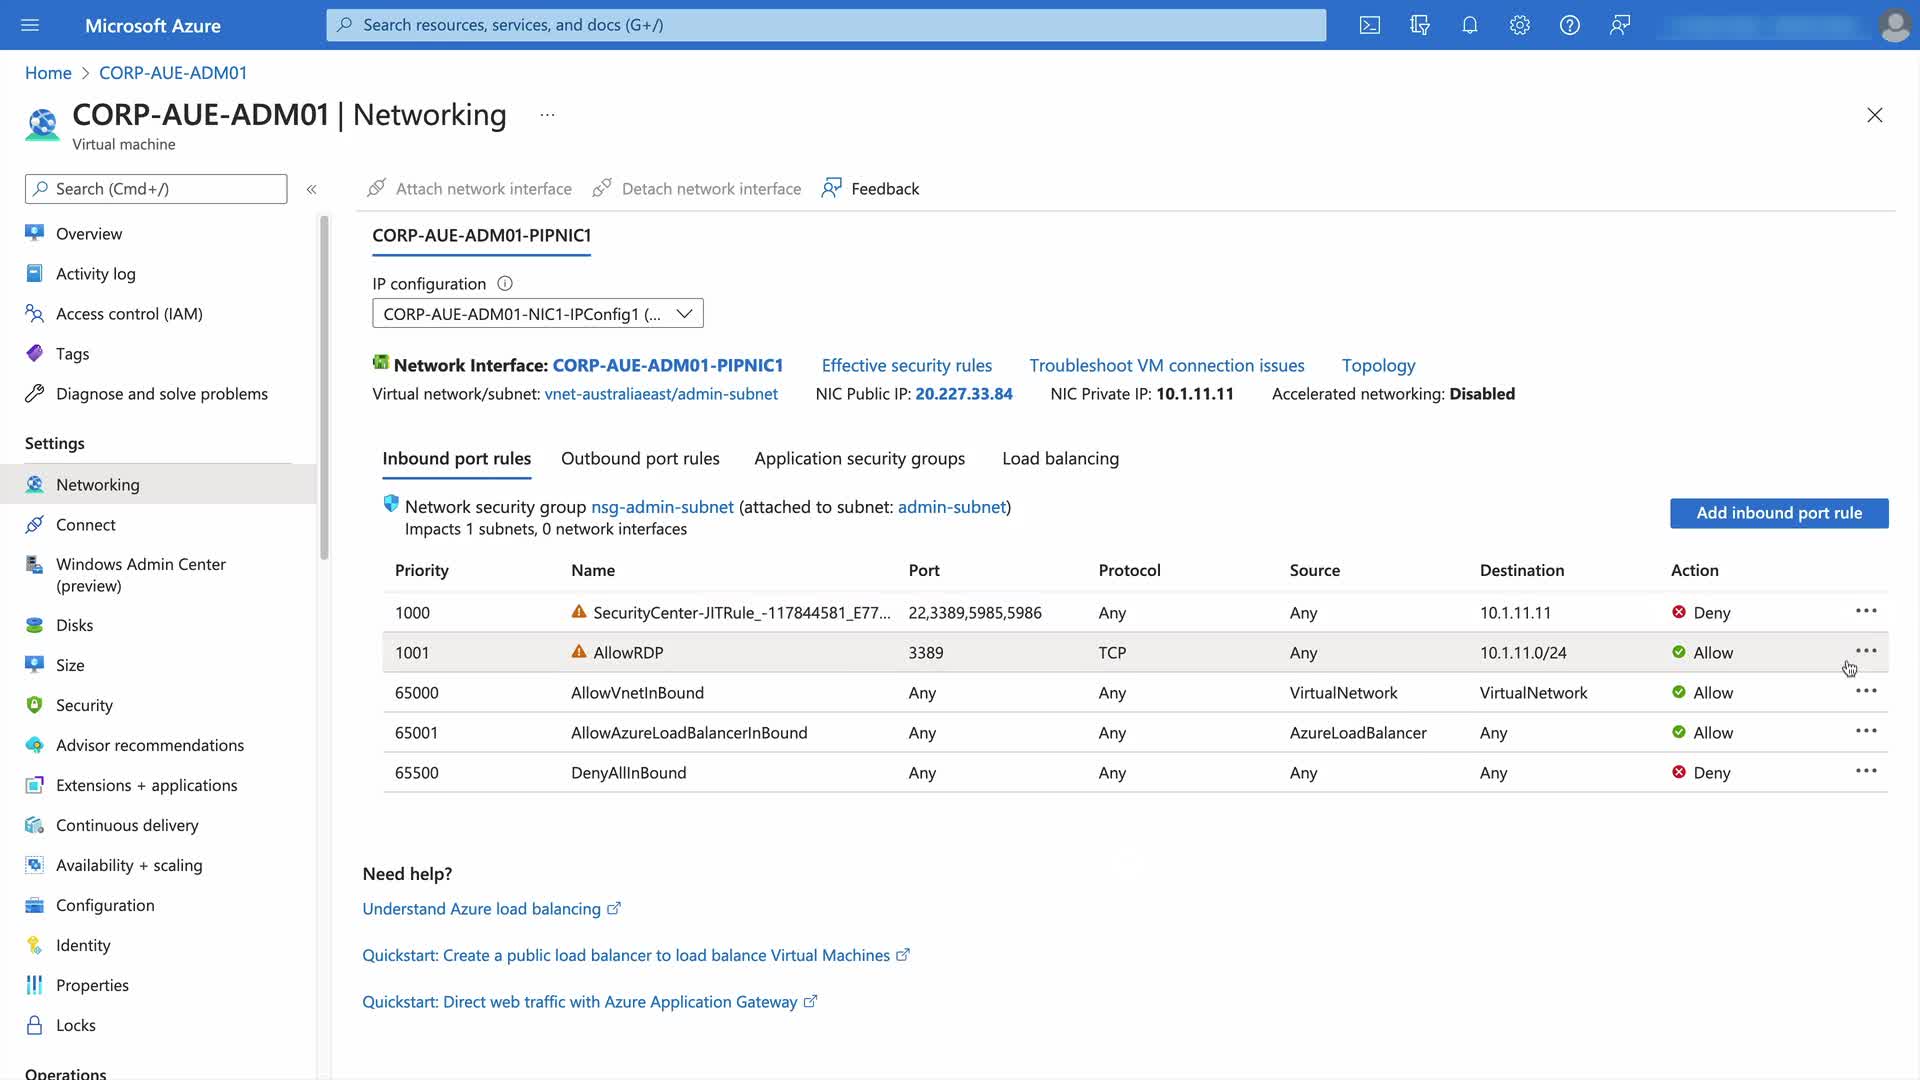 Microsoft Azure
Search resources, services, and docs (G+/)
Home > CORP-AUE-ADM01
CORP-AUE-ADM01 | Networking ...
Virtual machine
Search (Cmd+/)
«
Attach network interface
Detach network interface
Feedback
Overview
Activity log
Access control (IAM)
Tags
Diagnose and solve problems
Settings
Networking
Connect
Windows Admin Center
(preview)
Disks
Size
Security
Advisor recommendations
Extensions + applications
Continuous delivery
Availability + scaling
Configuration
Identity
Properties
Locks
Operations
CORP-AUE-ADM01-PIPNIC1
IP configuration
CORP-AUE-ADM01-NIC1-IPConfig1 (...
Network Interface: CORP-AUE-ADM01-PIPNIC1 Effective security rules Troubleshoot VM connection issues Topology
Virtual network/subnet: vnet-australiaeast/admin-subnet NIC Public IP: 20.227.33.84 NIC Private IP: 10.1.11.11 Accelerated networking: Disabled
Inbound port rules Outbound port rules Application security groups Load balancing
Network security group nsg-admin-subnet (attached to subnet: admin-subnet)
Impacts 1 subnets, 0 network interfaces
Add inbound port rule
Priority Name Port Protocol Source Destination Action
1000 SecurityCenter-JITRule_-117844581_E77... 22,3389,5985,5986 Any Any 10.1.11.11 Deny ...
1001 AllowRDP 3389 TCP Any 10.1.11.0/24 Allow ...
65000 AllowVnetInBound Any Any VirtualNetwork VirtualNetwork Allow ...
65001 AllowAzureLoadBalancerInBound Any Any AzureLoadBalancer Any Allow ...
65500 DenyAllInBound Any Any Any Any Deny ...
Need help?
Understand Azure load balancing
Quickstart: Create a public load balancer to load balance Virtual Machines
Quickstart: Direct web traffic with Azure Application Gateway